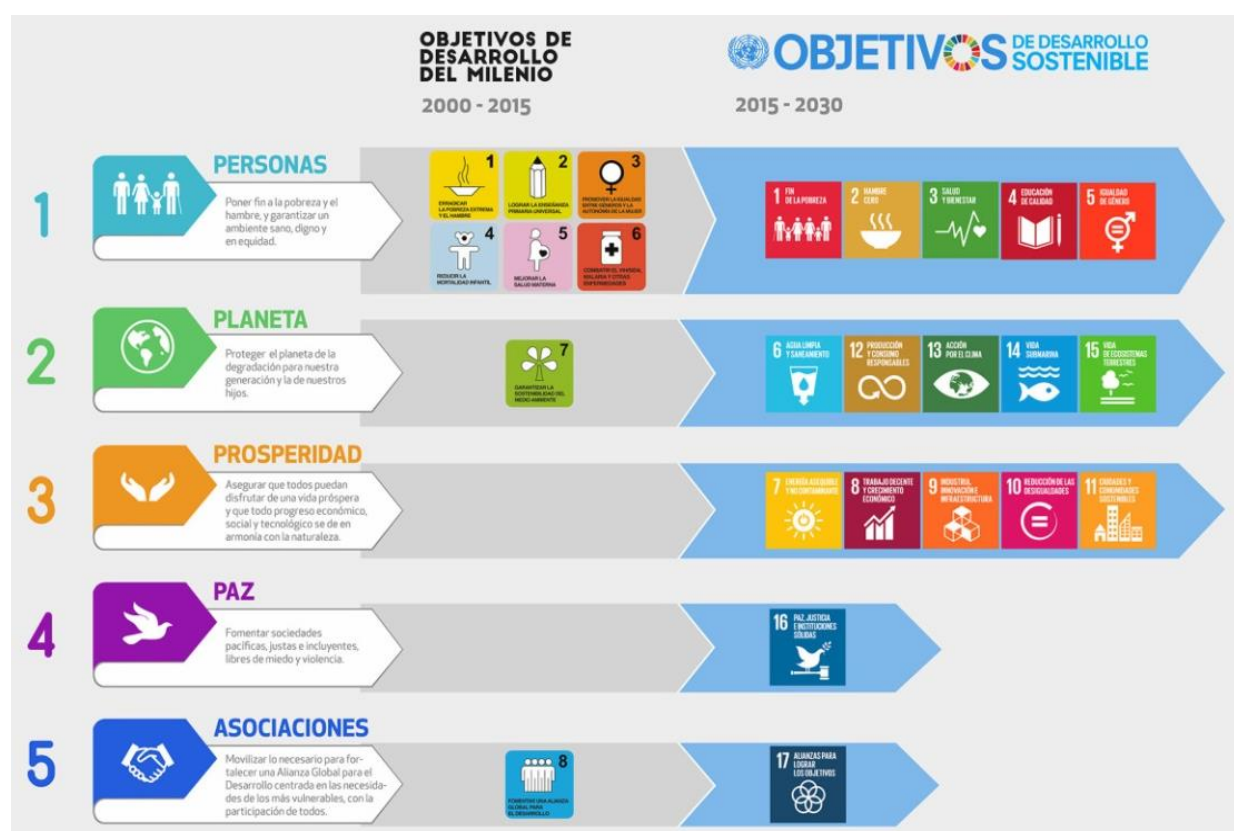 OBJETIVOS DE
DESARROLLO
DEL MILENIO
2000 - 2015
OBJETIVOS DE DESARROLLO
SOSTENIBLE
2015 - 2030
1
PERSONAS
Poner fin a la pobreza y el
hambre, y garantizar un
ambiente sano, digno y
en equidad.
1
ERRADICAR
LA POBREZA EXTREMA
Y EL HAMBRE
2
LOGRAR LA ENSEÑANZA
PRIMARIA UNIVERSAL
3
PROMOVER LA IGUALDAD
ENTRE GÉNEROS Y LA
AUTONOMÍA DE LA MUJER
4
REDUCIR LA
MORTALIDAD INFANTIL
5
MEJORAR LA
SALUD MATERNA
6
COMBATIR EL VIH/SIDA,
MALARIA Y OTRAS
ENFERMEDADES
1 FIN
DE LA POBREZA
2 HAMBRE
CERO
3 SALUD
Y BIENESTAR
4 EDUCACIÓN
DE CALIDAD
5 IGUALDAD
DE GÉNERO
2
PLANETA
Proteger el planeta de la
degradación para nuestra
generación y la de nuestros
hijos.
7
GARANTIZAR LA
SOSTENIBILIDAD DEL
MEDIO AMBIENTE
6 AGUA LIMPIA
Y SANEAMIENTO
12 PRODUCCIÓN
Y CONSUMO
RESPONSABLES
13 ACCIÓN
POR EL CLIMA
14 VIDA
SUBMARINA
15 VIDA
DE ECOSISTEMAS
TERRESTRES
3
PROSPERIDAD
Asegurar que todos puedan
disfrutar de una vida próspera
y que todo progreso económico,
social y tecnológico se de en
armonía con la naturaleza.
7 ENERGÍA ASEQUIBLE
Y NO CONTAMINANTE
8 TRABAJO DECENTE
Y CRECIMIENTO
ECONÓMICO
9 INDUSTRIA,
INNOVACIÓN E
INFRAESTRUCTURA
10 REDUCCIÓN DE LAS
DESIGUALDADES
11 CIUDADES Y
COMUNIDADES
SOSTENIBLES
4
PAZ
Fomentar sociedades
pacíficas, justas e incluyentes,
libres de miedo y violencia.
16 PAZ, JUSTICIA
E INSTITUCIONES
SÓLIDAS
5
ASOCIACIONES
Movilizar lo necesario para for-
talecer una Alianza Global para el
Desarrollo centrada en las necesida-
des de los más vulnerables, con la
participación de todos.
8
FOMENTAR UNA ALIANZA
GLOBAL PARA
EL DESARROLLO
17 ALIANZAS PARA
LOGRAR
LOS OBJETIVOS